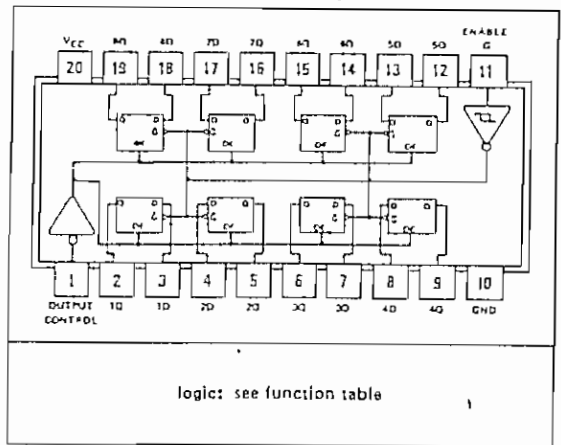 ENABLE
VCC 8Q 8D 7D 7Q 6Q 6D 5D 5Q G
20 19 18 17 16 15 14 13 12 11
1 2 3 4 5 6 7 8 9 10
OUTPUT 1Q 1D 2D 2Q 3Q 3D 4D 4Q GND
CONTROL
logic: see function table